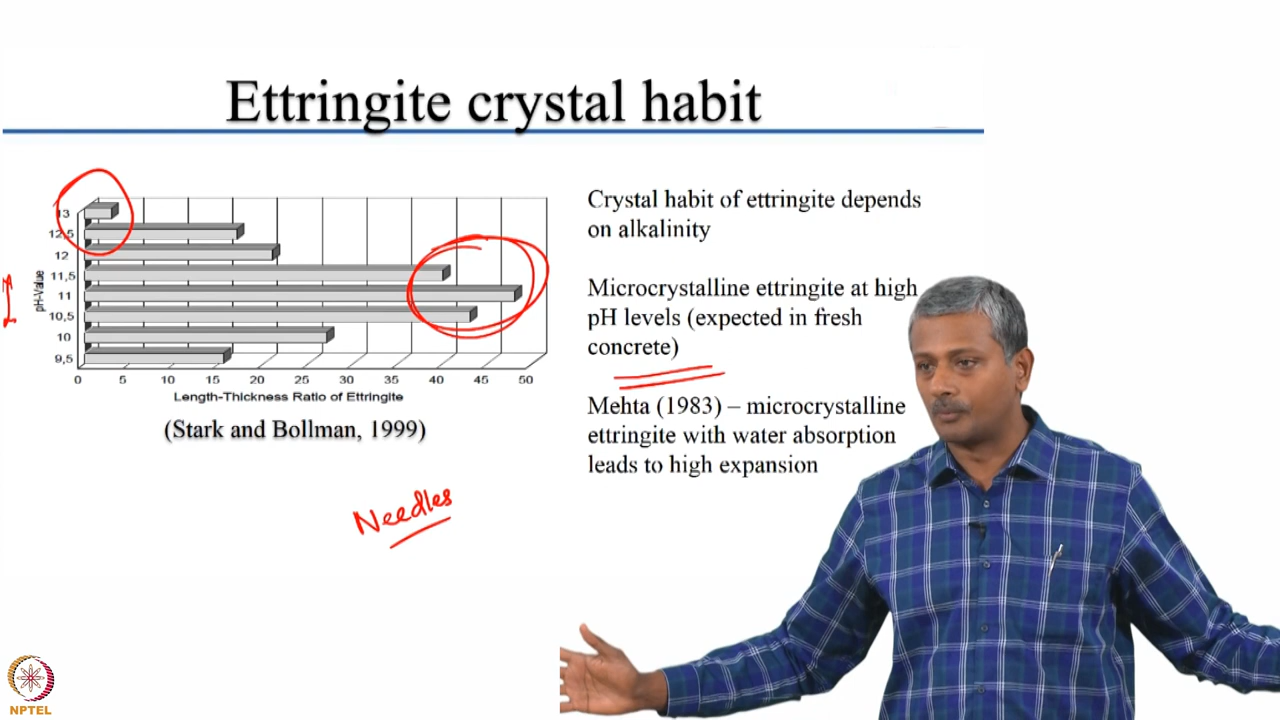 Ettringite crystal habit
13
12,5
12
11,5
11
10,5
10
9,5
pH-Value
0 5 10 15 20 25 30 35 40 45 50
Length-Thickness Ratio of Ettringite
(Stark and Bollman, 1999)
Needles
Crystal habit of ettringite depends
on alkalinity
Microcrystalline ettringite at high
pH levels (expected in fresh
concrete)
Mehta (1983) – microcrystalline
ettringite with water absorption
leads to high expansion
NPTEL